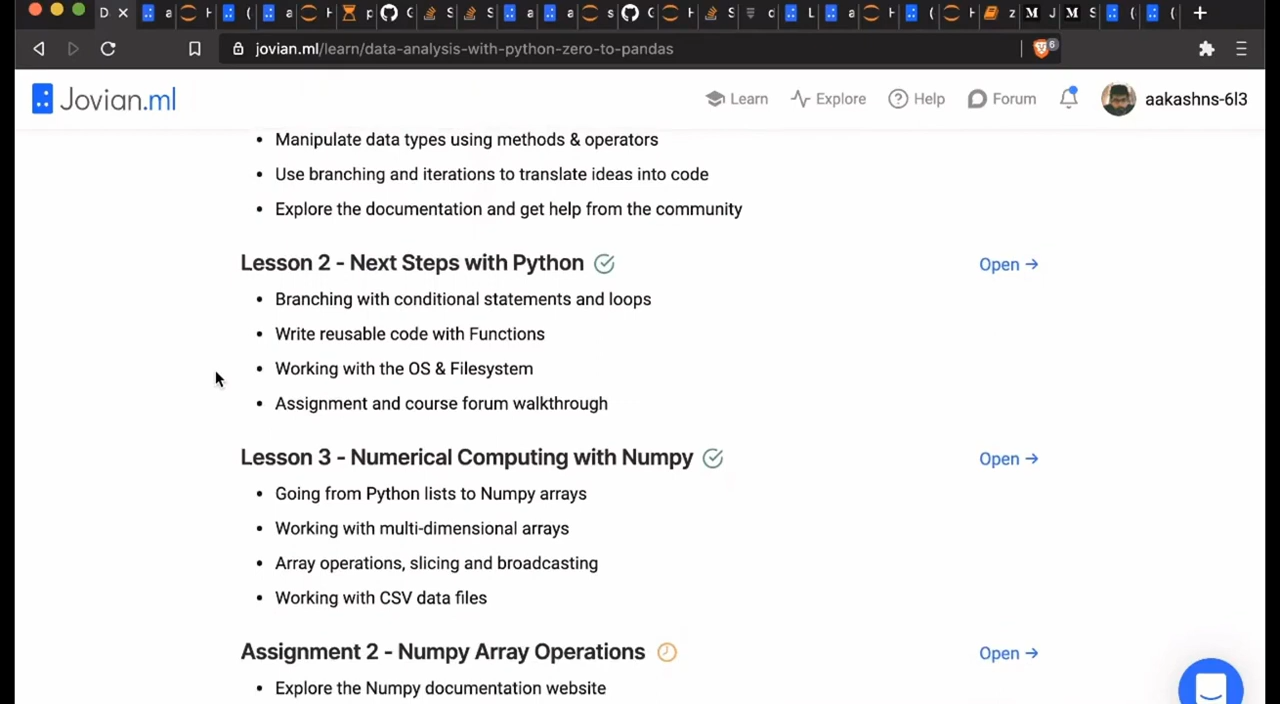 D
jovian.ml/learn/data-analysis-with-python-zero-to-pandas
6
Jovian.ml
Learn
Explore
Help
Forum
aakashns-6l3
Manipulate data types using methods & operators
Use branching and iterations to translate ideas into code
Explore the documentation and get help from the community
Lesson 2 - Next Steps with Python
Open →
Branching with conditional statements and loops
Write reusable code with Functions
Working with the OS & Filesystem
Assignment and course forum walkthrough
Lesson 3 - Numerical Computing with Numpy
Open →
Going from Python lists to Numpy arrays
Working with multi-dimensional arrays
Array operations, slicing and broadcasting
Working with CSV data files
Assignment 2 - Numpy Array Operations
Open →
Explore the Numpy documentation website